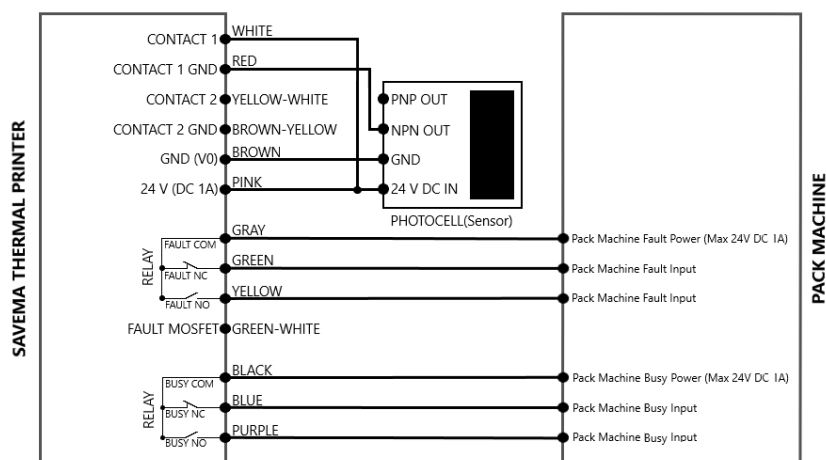 SAVEMA THERMAL PRINTER
CONTACT 1 WHITE
CONTACT 1 GND RED
CONTACT 2 YELLOW-WHITE
CONTACT 2 GND BROWN-YELLOW
GND (V0) BROWN
24 V (DC 1A) PINK
PNP OUT
NPN OUT
GND
24 V DC IN
PHOTOCELL(Sensor)
RELAY
FAULT COM GRAY Pack Machine Fault Power (Max 24V DC 1A)
FAULT NC GREEN Pack Machine Fault Input
FAULT NO YELLOW Pack Machine Fault Input
FAULT MOSFET GREEN-WHITE
RELAY
BUSY COM BLACK Pack Machine Busy Power (Max 24V DC 1A)
BUSY NC BLUE Pack Machine Busy Input
BUSY NO PURPLE Pack Machine Busy Input
PACK MACHINE